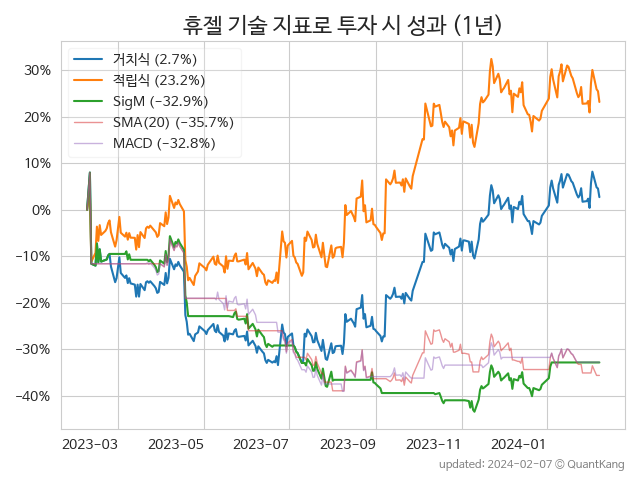 휴젤 기술 지표로 투자 시 성과 (1년)
거치식 (2.7%)
적립식 (23.2%)
SigM (−32.9%)
SMA(20) (−35.7%)
MACD (−32.8%)
30%
20%
10%
0%
−10%
−20%
−30%
−40%
2023−03 2023−05 2023−07 2023−09 2023−11 2024−01
updated: 2024-02-07 © QuantKang